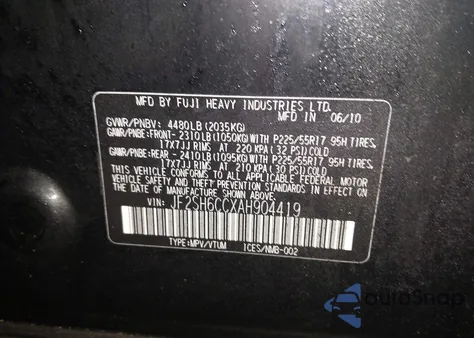 MFD. BY FUJI HEAVY INDUSTRIES LTD.
MADE IN 06/10
GVWR/PNBV: 4480LB(2035KG)
GAWR/PNBE:FRONT- 2310LB(1050KG)WITH P225/55R17 95H TIRES,
17X7JJ RIMS AT 220 KPA(32 PSI)COLD
GAWR/PNBE:REAR - 2410LB(1095KG)WITH P225/55R17 95H TIRES,
17X7JJ RIMS AT 210 KPA(30 PSI)COLD
THIS VEHICLE CONFORMS TO ALL APPLICABLE FEDERAL MOTOR
VEHICLE SAFETY AND BUMPER STANDARDS IN EFFECT ON
THE DATE OF MANUFACTURE SHOWN ABOVE.
VIN: JF2SH6CCXAH904419
TYPE:MPV/VTUM ICES/NMB-002
autoSnap